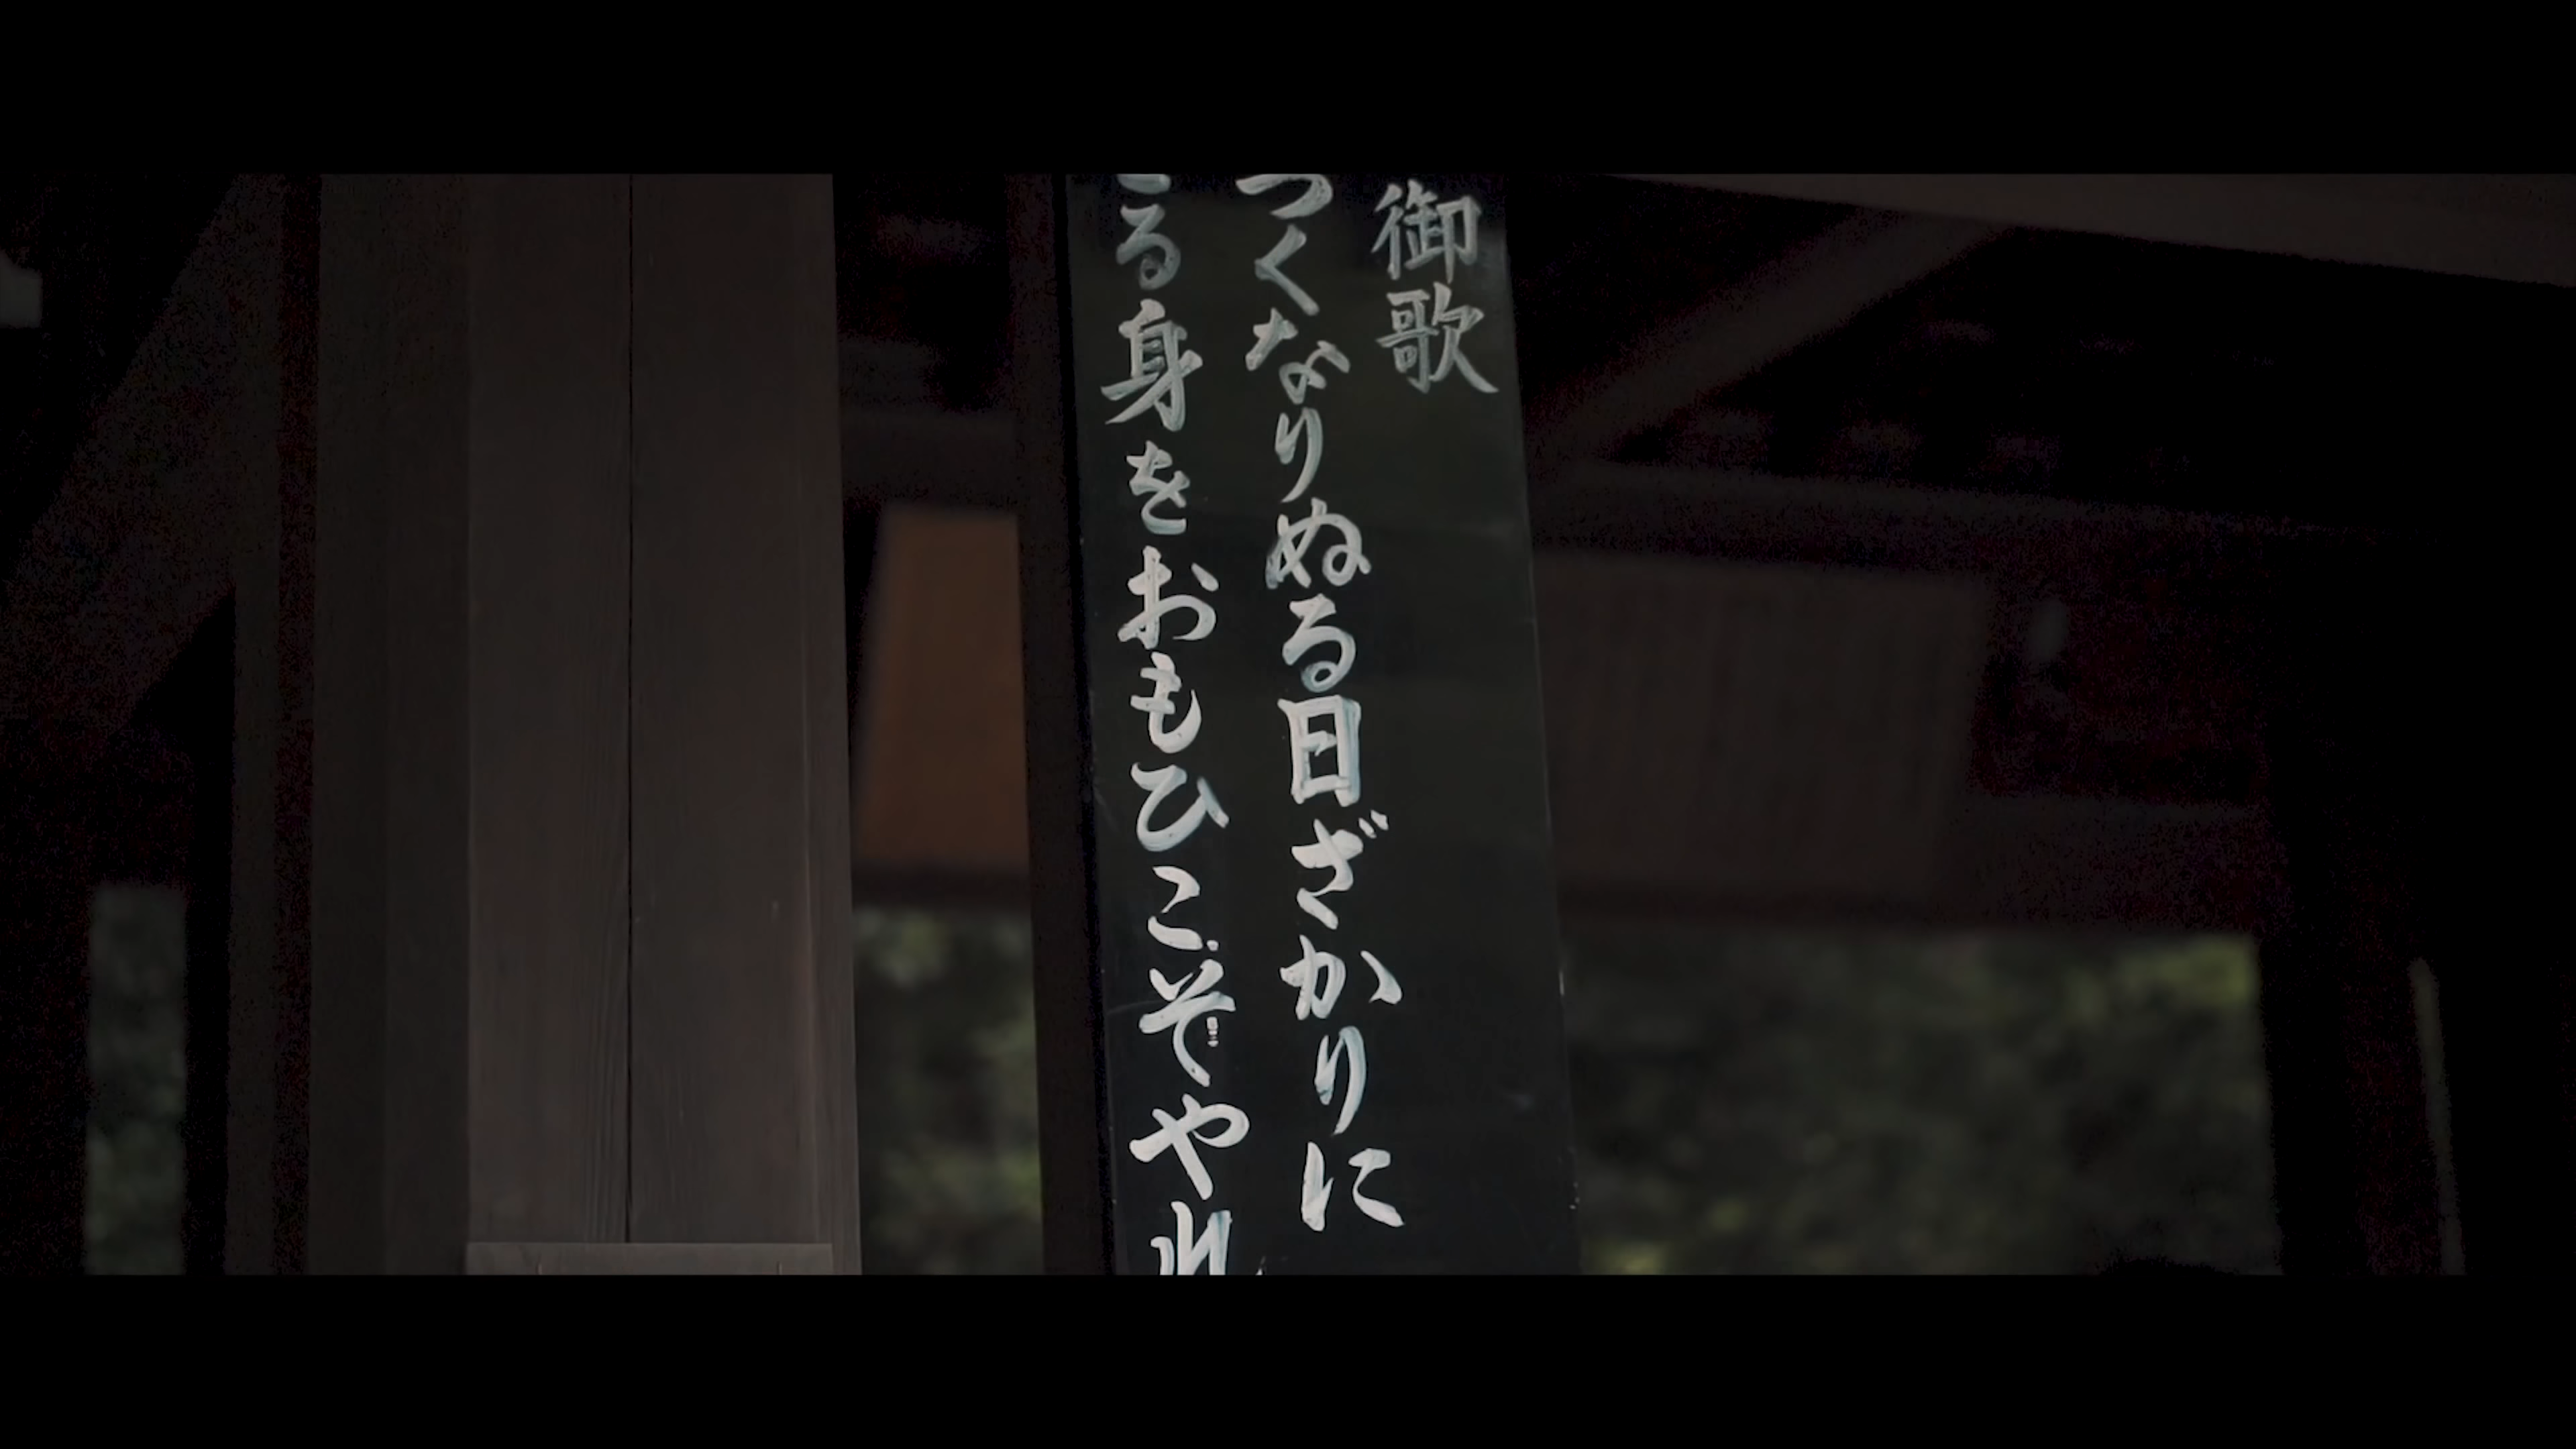 御歌
つくなりぬる日ざかりに
る身をおもひこそやれ